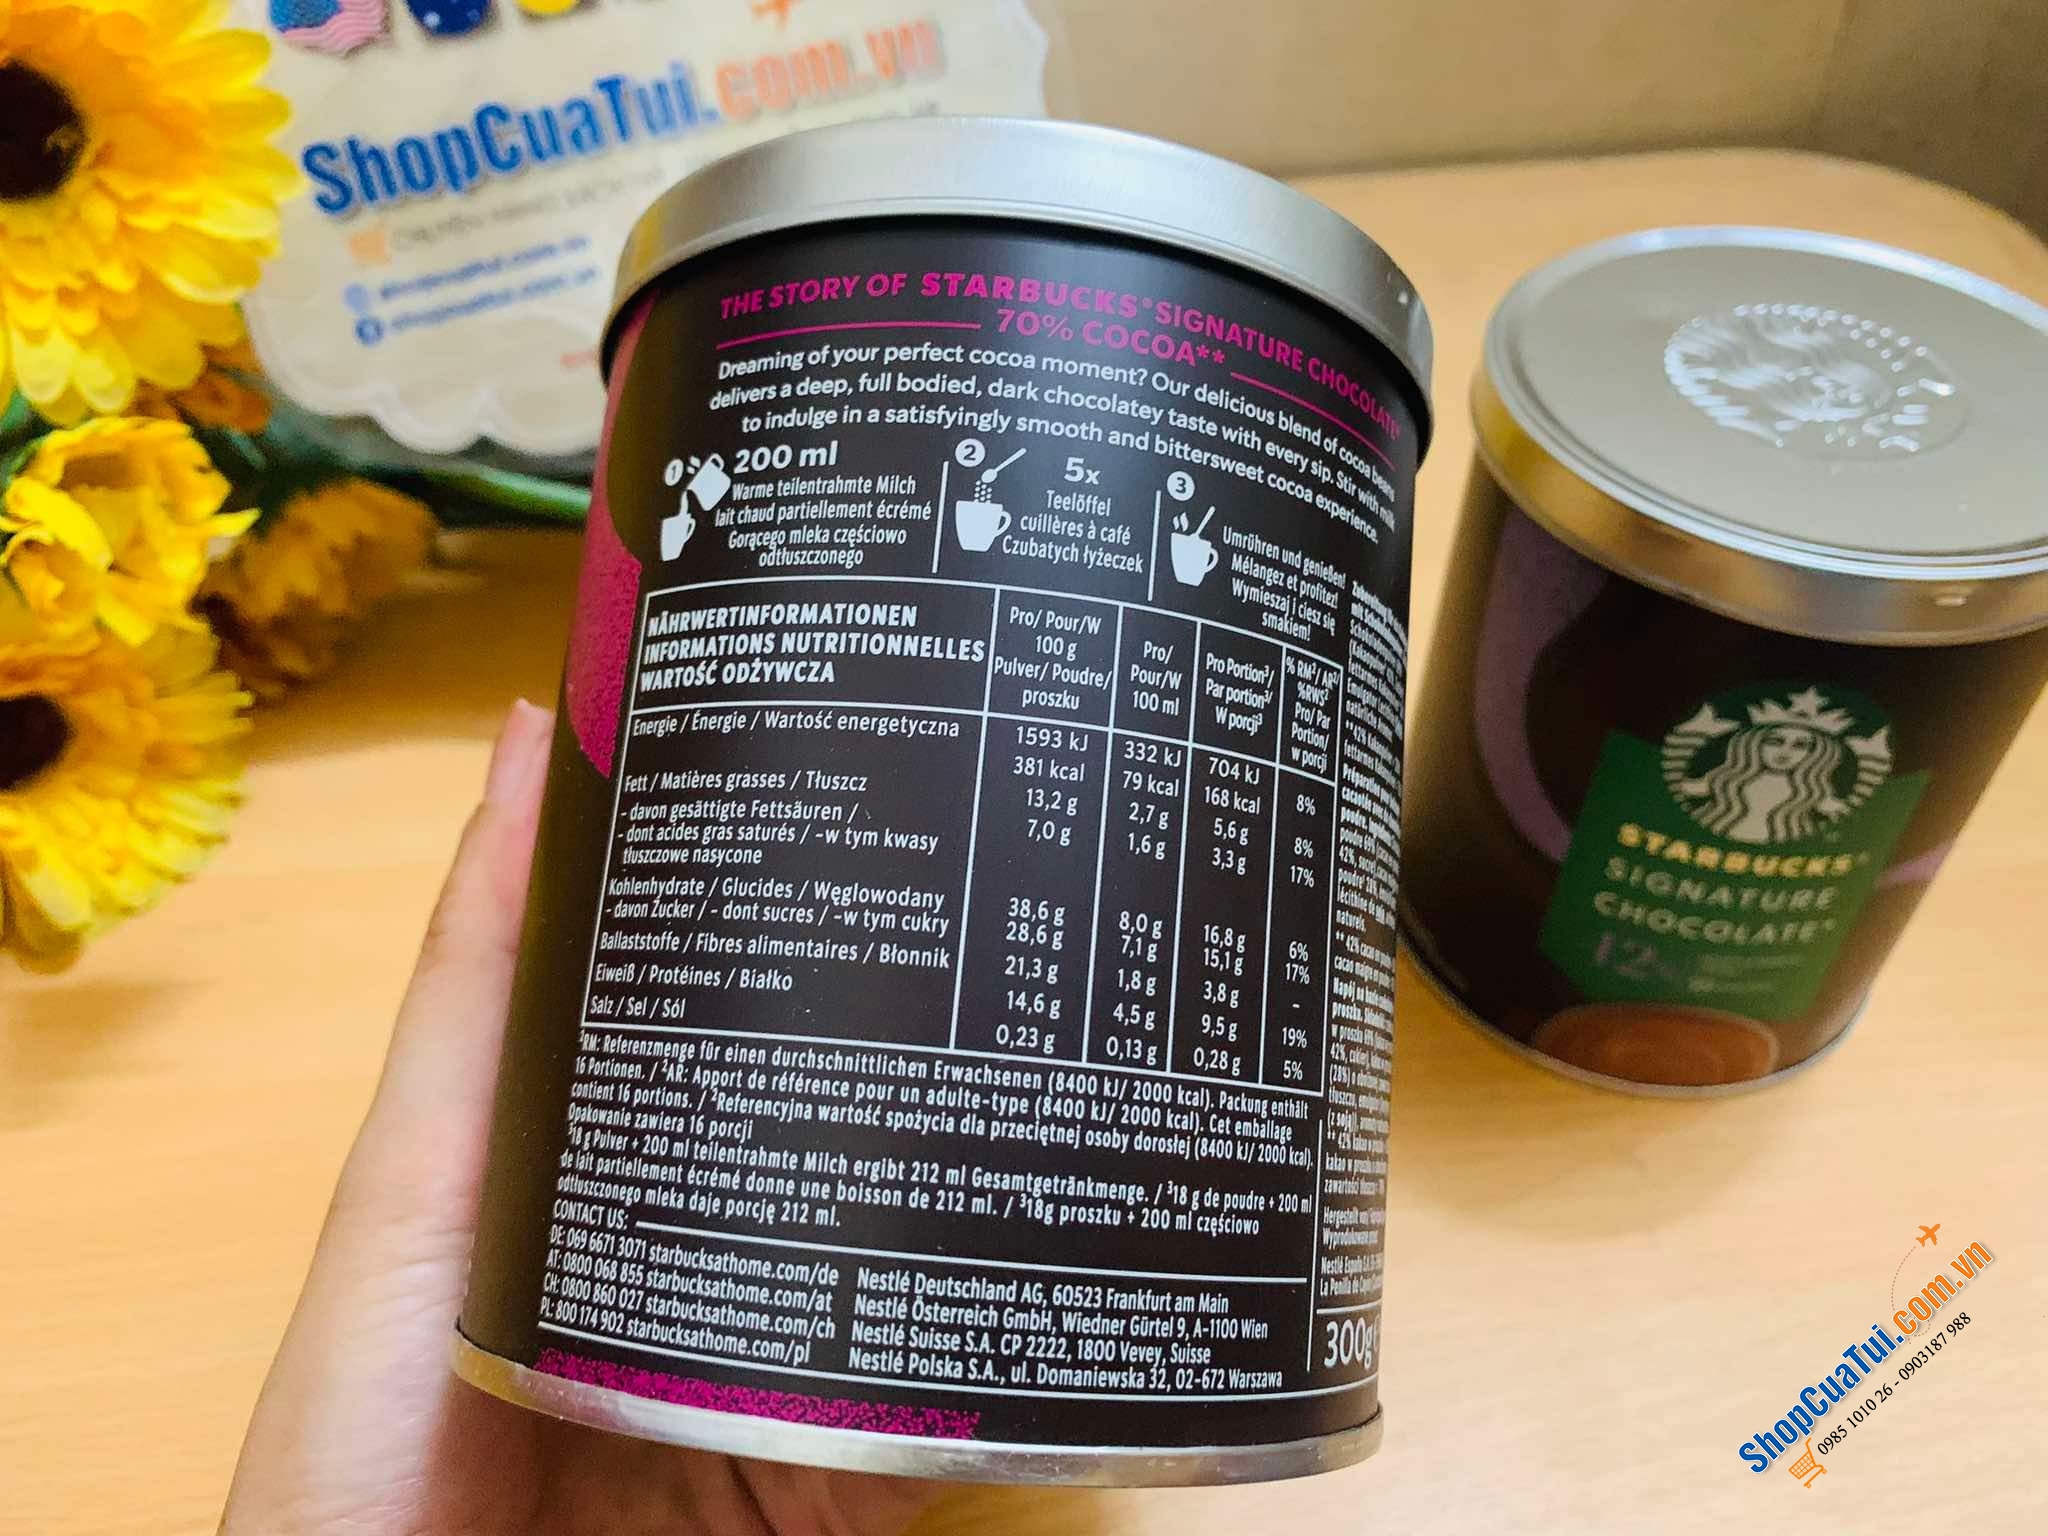 ShopCuaTui.com.vn
THE STORY OF STARBUCKS® SIGNATURE CHOCOLATE
70% COCOA**
Dreaming of your perfect cocoa moment? Our delicious blend of cocoa beans
delivers a deep, full bodied, dark chocolatey taste with every sip. Stir with milk
to indulge in a satisfyingly smooth and bittersweet cocoa experience.
1 200 ml
Warme teilentrahmte Milch
lait chaud partiellement écrémé
Gorącego mleka częściowo
odtłuszczonego
2 5x
Teelöffel
cuillères à café
Czubatych łyżeczek
3
Umrühren und genießen!
Mélangez et profitez!
Wymieszaj i ciesz się
smakiem!
NÄHRWERTINFORMATIONEN
INFORMATIONS NUTRITIONNELLES
WARTOŚĆ ODŻYWCZA
Pro/ Pour/W
100 g
Pulver/ Poudre/
proszku
Pro/
Pour/W
100 ml
Pro Portion³/
Par portion³/
W porcji³
% RM²/ AR²/
%RWS²
Pro/ Par
Portion/
w porcji
Energie / Énergie / Wartość energetyczna 1593 kJ 332 kJ 704 kJ
381 kcal 79 kcal 168 kcal 8%
Fett / Matières grasses / Tłuszcz 13,2 g 2,7 g 5,6 g 8%
- davon gesättigte Fettsäuren / 7,0 g 1,6 g 3,3 g 17%
- dont acides gras saturés / -w tym kwasy
tłuszczowe nasycone
Kohlenhydrate / Glucides / Węglowodany 38,6 g 8,0 g 16,8 g 6%
- davon Zucker / - dont sucres / -w tym cukry 28,6 g 7,1 g 15,1 g 17%
Ballaststoffe / Fibres alimentaires / Błonnik 21,3 g 1,8 g 3,8 g -
Eiweiß / Protéines / Białko 14,6 g 4,5 g 9,5 g 19%
Salz / Sel / Sól 0,23 g 0,13 g 0,28 g 5%
²RM: Referenzmenge für einen durchschnittlichen Erwachsenen (8400 kJ/ 2000 kcal). Packung enthält
16 Portionen. / ²AR: Apport de référence pour un adulte-type (8400 kJ/ 2000 kcal). Cet emballage
contient 16 portions. / ²Referencyjna wartość spożycia dla przeciętnej osoby dorosłej (8400 kJ/ 2000 kcal).
Opakowanie zawiera 16 porcji
³18 g Pulver + 200 ml teilentrahmte Milch ergibt 212 ml Gesamtgetränkmenge. / ³18 g de poudre + 200 ml
de lait partiellement écrémé donne une boisson de 212 ml. / ³18g proszku + 200 ml częściowo
odtłuszczonego mleka daje porcję 212 ml.
CONTACT US:
DE: 069 6671 3071 starbucksathome.com/de Nestlé Deutschland AG, 60523 Frankfurt am Main
AT: 0800 068 855 starbucksathome.com/at Nestlé Österreich GmbH, Wiedner Gürtel 9, A-1100 Wien
CH: 0800 860 027 starbucksathome.com/ch Nestlé Suisse S.A. CP 2222, 1800 Vevey, Suisse
PL: 800 174 902 starbucksathome.com/pl Nestlé Polska S.A., ul. Domaniewska 32, 02-672 Warszawa
300g
STARBUCKS®
SIGNATURE
CHOCOLATE
ShopCuaTui.com.vn
0985 1010 26 - 0903187 988